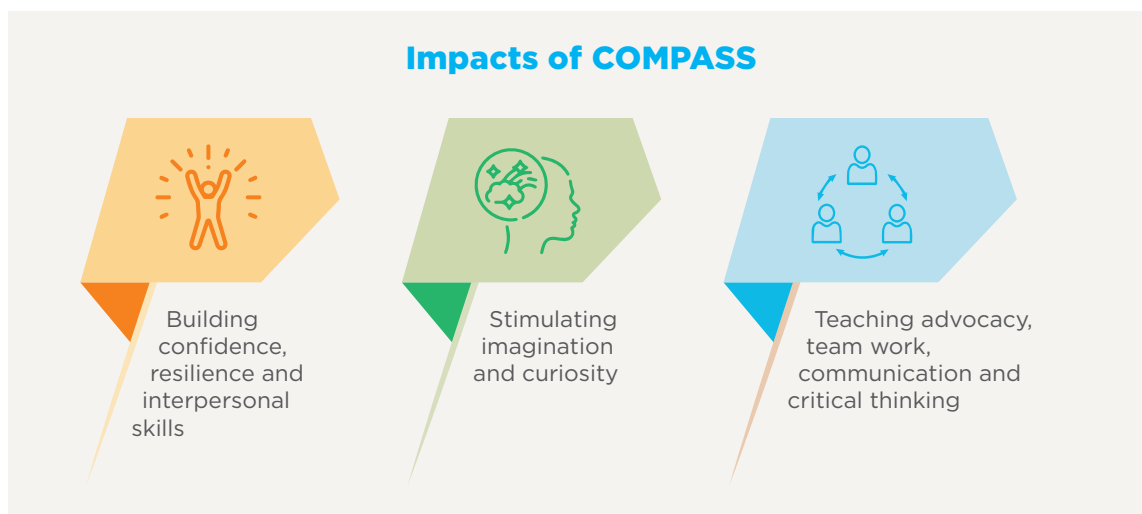 Impacts of COMPASS
Building
confidence,
resilience and
interpersonal
skills
Stimulating
imagination
and curiosity
Teaching advocacy,
team work,
communication and
critical thinking